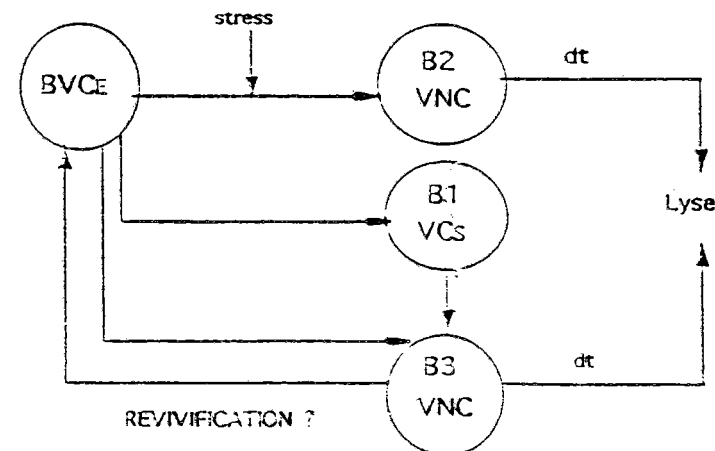 stress
BVCE
B2
VNC
dt
B1
VCs
Lyse
B3
VNC
dt
REVIVIFICATION ?